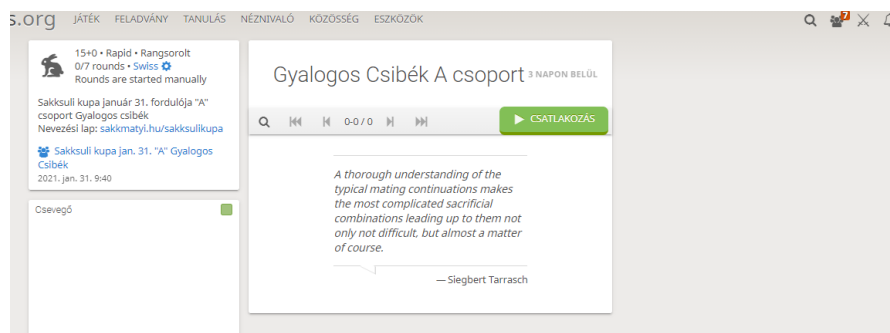 s.org JÁTÉK FELADVÁNY TANULÁS NÉZNIVALÓ KÖZÖSSÉG ESZKÖZÖK 7
15+0 • Rapid • Rangsorolt
0/7 rounds • Swiss
Rounds are started manually
Sakksuli kupa január 31. fordulója "A"
csoport Gyalogos csibék
Nevezési lap: sakkmatyi.hu/sakksulikupa
Sakksuli kupa jan. 31. "A" Gyalogos
Csibék
2021. jan. 31. 9:40
Csevegő
Gyalogos Csibék A csoport 3 NAPON BELÜL
0-0 / 0
CSATLAKOZÁS
A thorough understanding of the
typical mating continuations makes
the most complicated sacrificial
combinations leading up to them not
only not difficult, but almost a matter
of course.
— Siegbert Tarrasch